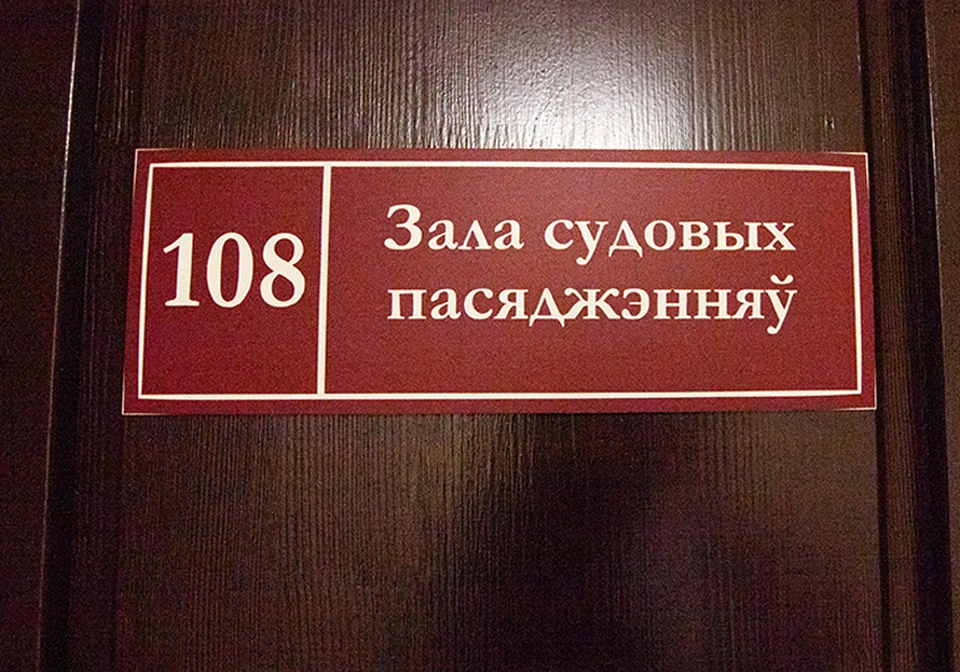 108
Зала судовых
пасяджэнняў